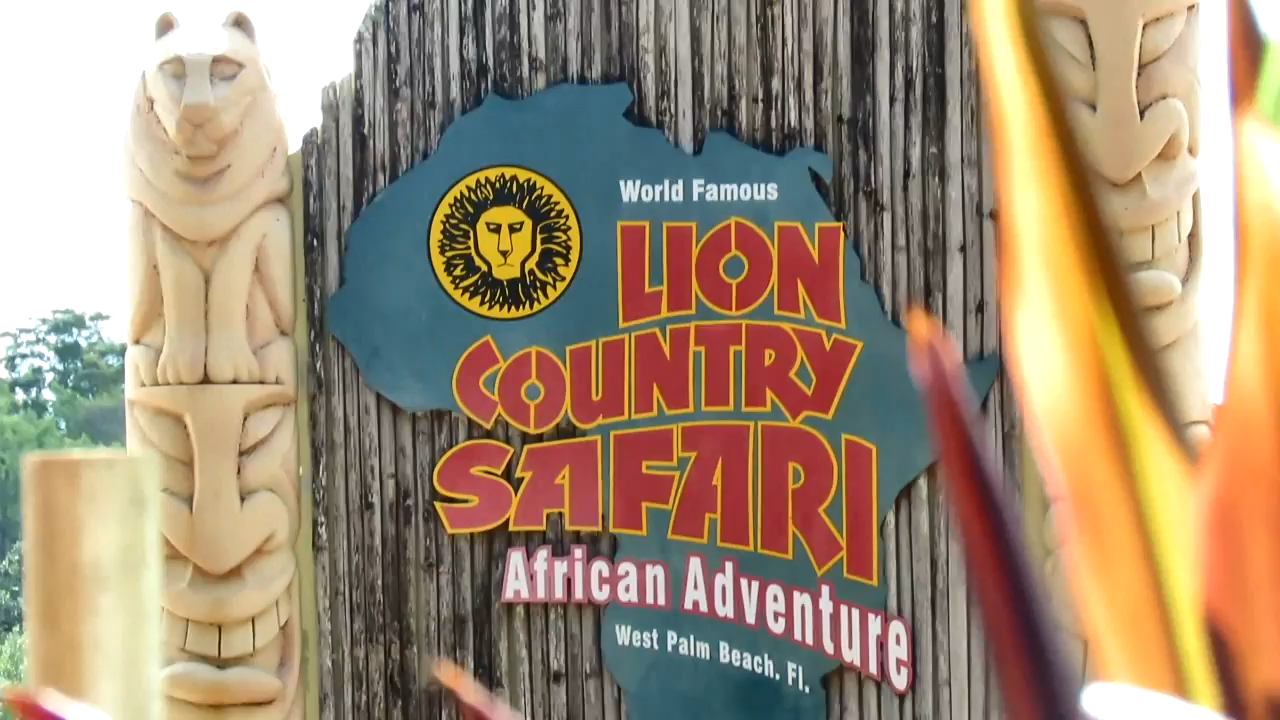 World Famous
LION
COUNTRY
SAFARI
African Adventure
West Palm Beach. Fl.